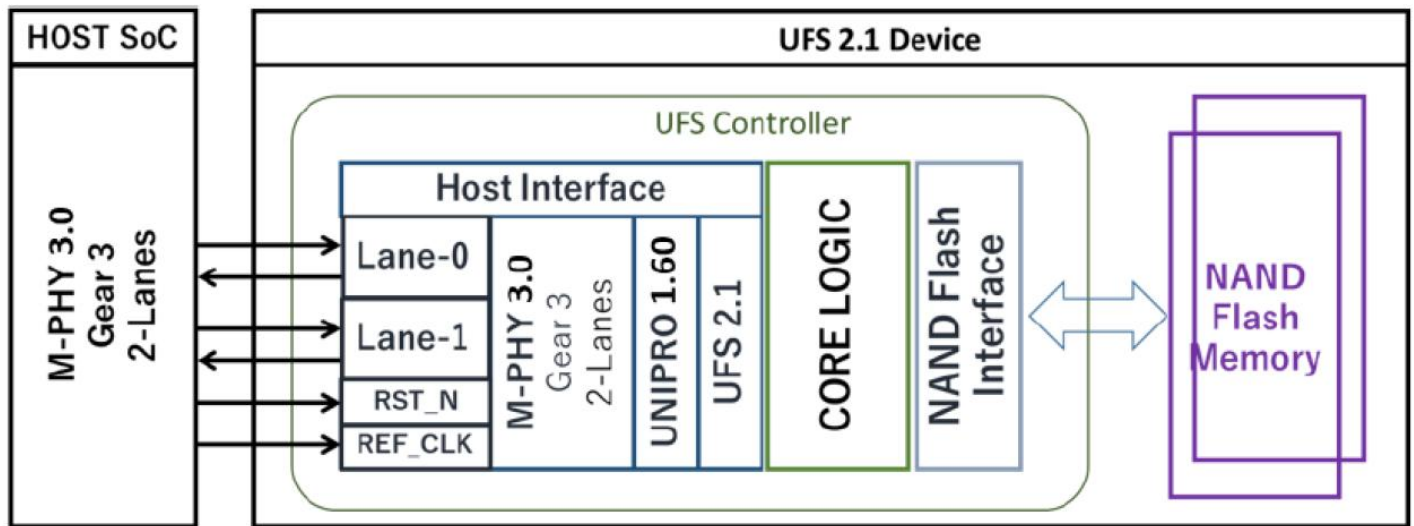 HOST SoC
M-PHY 3.0
Gear 3
2-Lanes
UFS 2.1 Device
UFS Controller
Host Interface
Lane-0
Lane-1
RST_N
REF_CLK
M-PHY 3.0
Gear 3
2-Lanes
UNIPRO 1.60
UFS 2.1
CORE LOGIC
NAND Flash
Interface
NAND
Flash
Memory